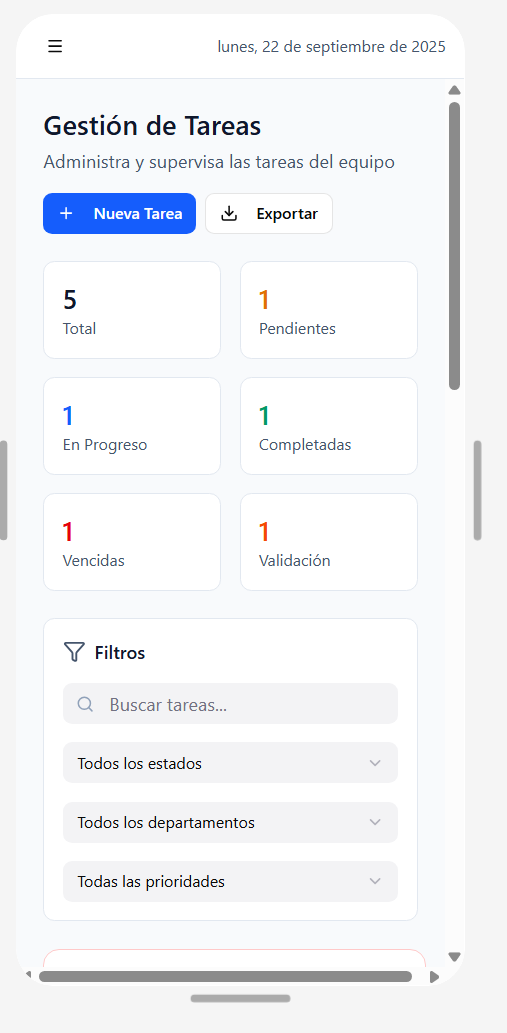 lunes, 22 de septiembre de 2025
Gestión de Tareas
Administra y supervisa las tareas del equipo
Nueva Tarea
Exportar
5
Total
1
Pendientes
1
En Progreso
1
Completadas
1
Vencidas
1
Validación
Filtros
Buscar tareas...
Todos los estados
Todos los departamentos
Todas las prioridades